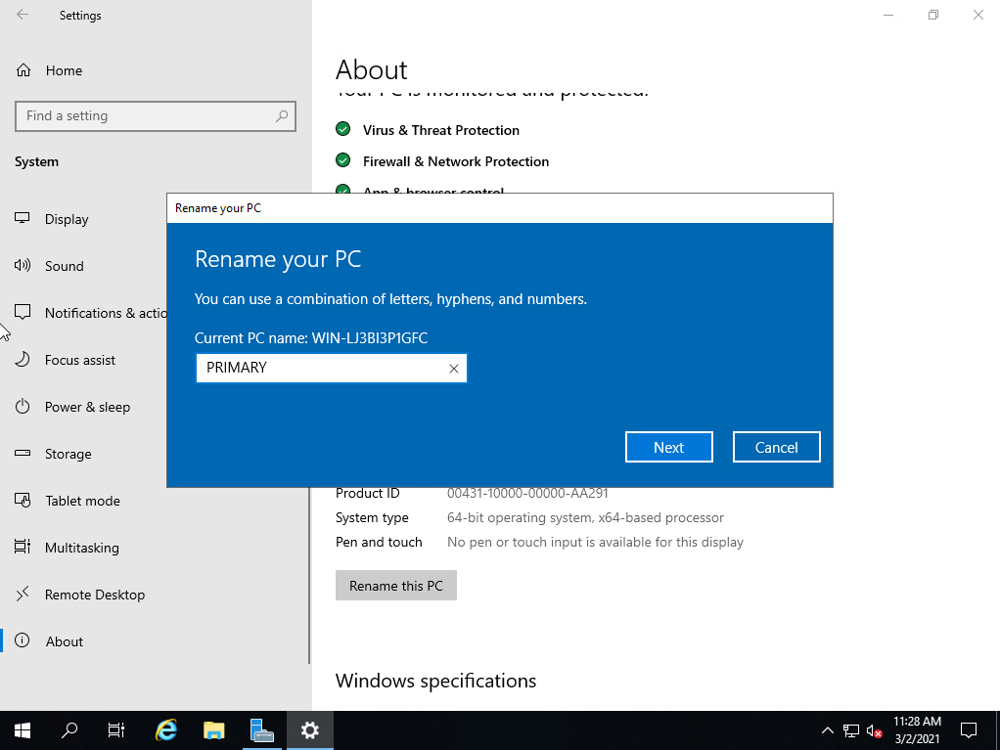 Settings
Home
Find a setting
System
Display
Sound
Notifications & actio
Focus assist
Power & sleep
Storage
Tablet mode
Multitasking
Remote Desktop
About
About
Your PC is monitored and protected.
Virus & Threat Protection
Firewall & Network Protection
App & browser control
Rename your PC
Rename your PC
You can use a combination of letters, hyphens, and numbers.
Current PC name: WIN-LJ3BI3P1GFC
PRIMARY
Next
Cancel
Product ID 00431-10000-00000-AA291
System type 64-bit operating system, x64-based processor
Pen and touch No pen or touch input is available for this display
Rename this PC
Windows specifications
11:28 AM
3/2/2021